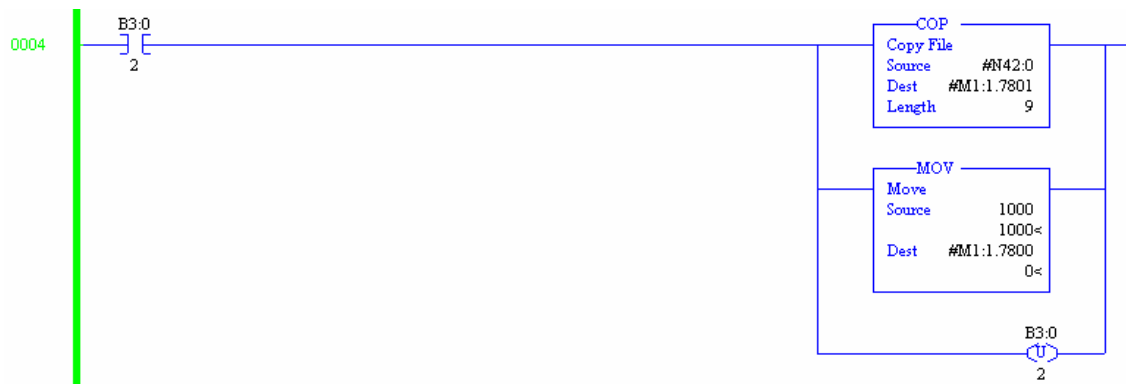 B3:0
0004
2
COP
Copy File
Source #N42:0
Dest #M1:1.7801
Length 9
MOV
Move
Source 1000
1000<
Dest #M1:1.7800
0<
B3:0
U
2